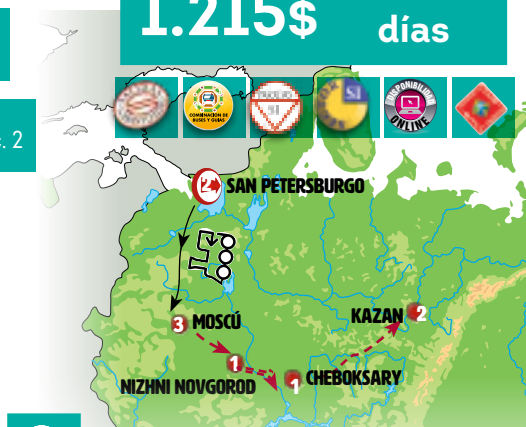 1.215$
días
. 2
COMBINACIÓN DE
BUSES Y GUÍAS
SI
DISPONIBILIDAD
ONLINE
2 SAN PETERSBURGO
3 MOSCÚ
KAZAN 2
1
NIZHNI NOVGOROD
1 CHEBOKSARY